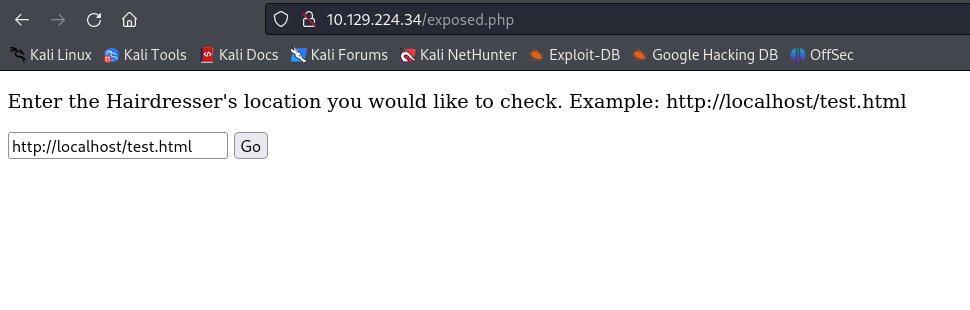 10.129.224.34/exposed.php
Kali Linux Kali Tools Kali Docs Kali Forums Kali NetHunter Exploit-DB Google Hacking DB OffSec
Enter the Hairdresser's location you would like to check. Example: http://localhost/test.html
http://localhost/test.html Go